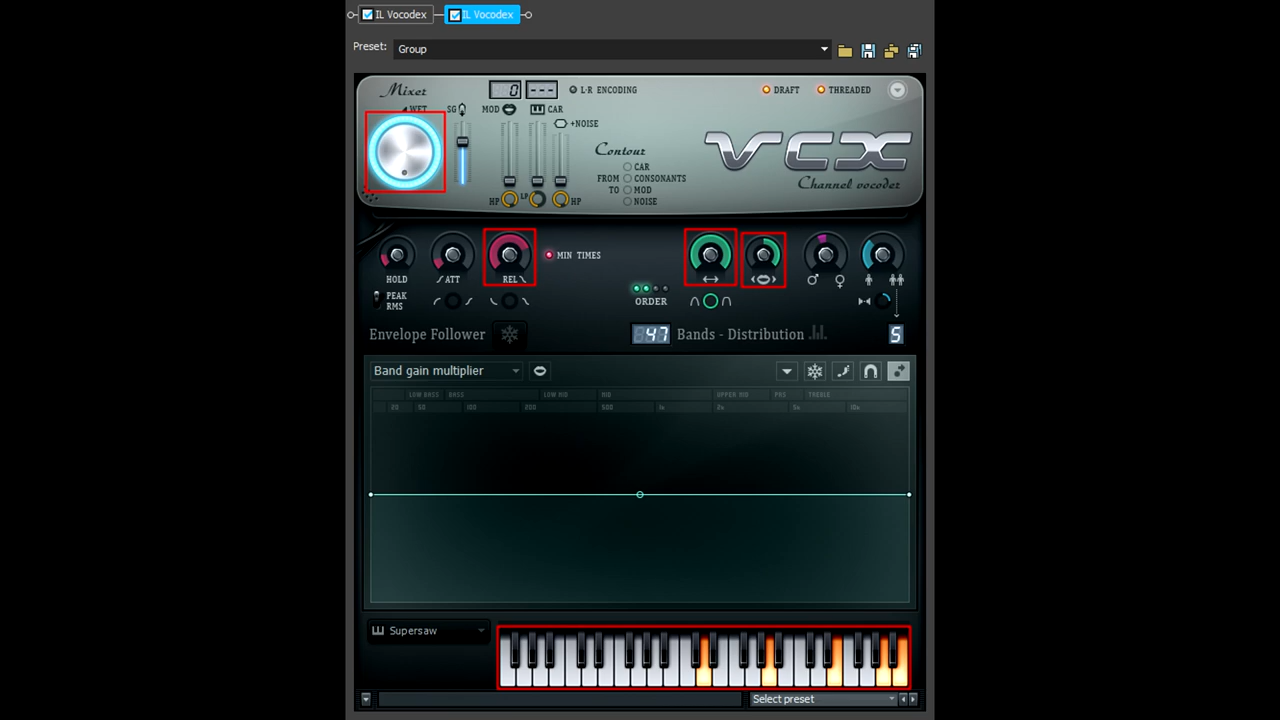 IL Vocodex IL Vocodex
Preset: Group
Mixer 0 --- L-R ENCODING DRAFT THREADED
WET SG MOD CAR
+NOISE
Contour
VCX
Channel vocoder
CAR
FROM CONSONANTS
TO MOD
NOISE
HP LP HP
HOLD ATT REL MIN TIMES
PEAK
RMS
ORDER
Envelope Follower 47 Bands - Distribution 5
Band gain multiplier
LOW BASS BASS LOW MID MID UPPER MID PRS TREBLE
20 50 100 200 500 1k 2k 5k 10k
Supersaw
Select preset